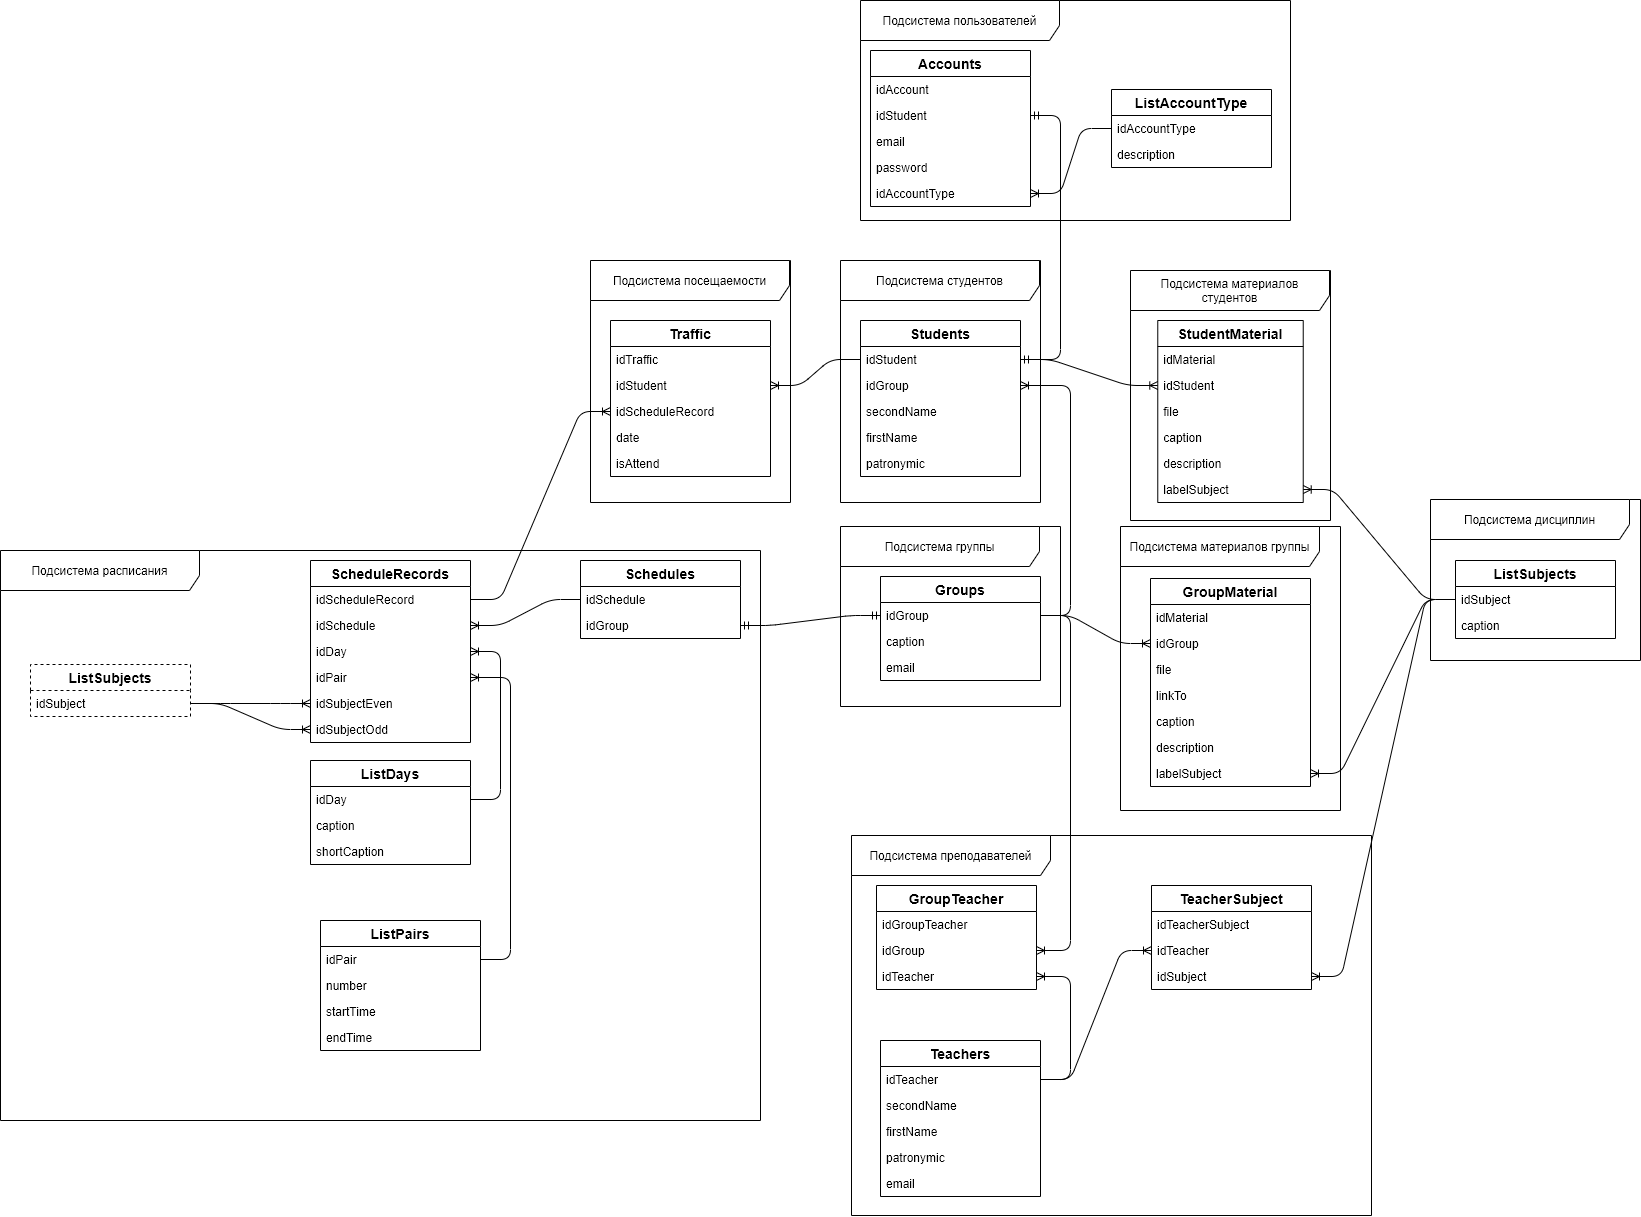 Подсистема пользователей
Accounts
idAccount
idStudent
email
password
idAccountType
ListAccountType
idAccountType
description
Подсистема посещаемости
Traffic
idTraffic
idStudent
idScheduleRecord
date
isAttend
Подсистема студентов
Students
idStudent
idGroup
secondName
firstName
patronymic
Подсистема материалов
студентов
StudentMaterial
idMaterial
idStudent
file
caption
description
labelSubject
Подсистема дисциплин
ListSubjects
idSubject
caption
Подсистема расписания
ScheduleRecords
idScheduleRecord
idSchedule
idDay
idPair
idSubjectEven
idSubjectOdd
Schedules
idSchedule
idGroup
ListSubjects
idSubject
ListDays
idDay
caption
shortCaption
ListPairs
idPair
number
startTime
endTime
Подсистема группы
Groups
idGroup
caption
email
Подсистема материалов группы
GroupMaterial
idMaterial
idGroup
file
linkTo
caption
description
labelSubject
Подсистема преподавателей
GroupTeacher
idGroupTeacher
idGroup
idTeacher
TeacherSubject
idTeacherSubject
idTeacher
idSubject
Teachers
idTeacher
secondName
firstName
patronymic
email